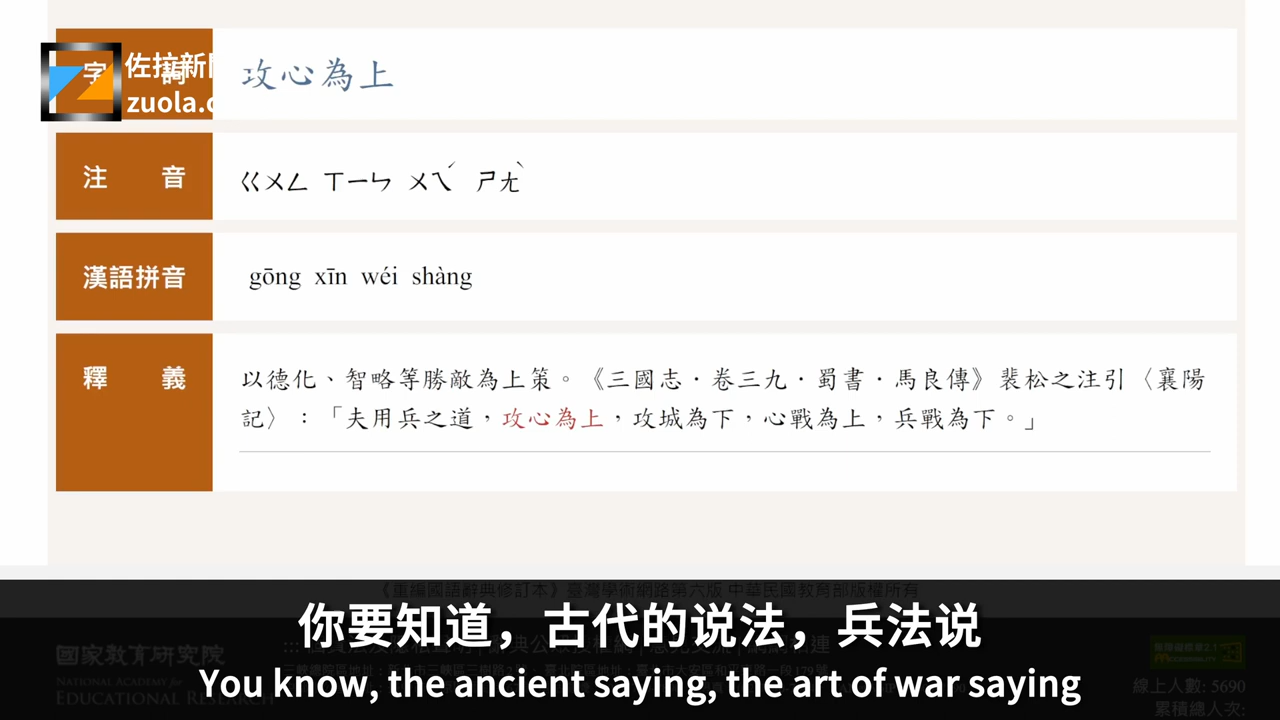 字 詞
佐拉新聞
zuola.c
攻心為上
注 音
ㄍㄨㄥ ㄒㄧㄣ ㄨㄟˊ ㄕㄤˋ
漢語拼音
gōng xīn wéi shàng
釋 義
以德化、智略等勝敵為上策。《三國志．卷三九．蜀書．馬良傳》裴松之注引〈襄陽
記〉：「夫用兵之道，攻心為上，攻城為下，心戰為上，兵戰為下。」
《重編國語辭典修訂本》臺灣學術網路第六版 中華民國教育部版權所有
你要知道，古代的说法，兵法说
You know, the ancient saying, the art of war saying
國家教育研究院
NATIONAL ACADEMY for
EDUCATIONAL RESEARCH
線上人數: 5690
累積總人次: